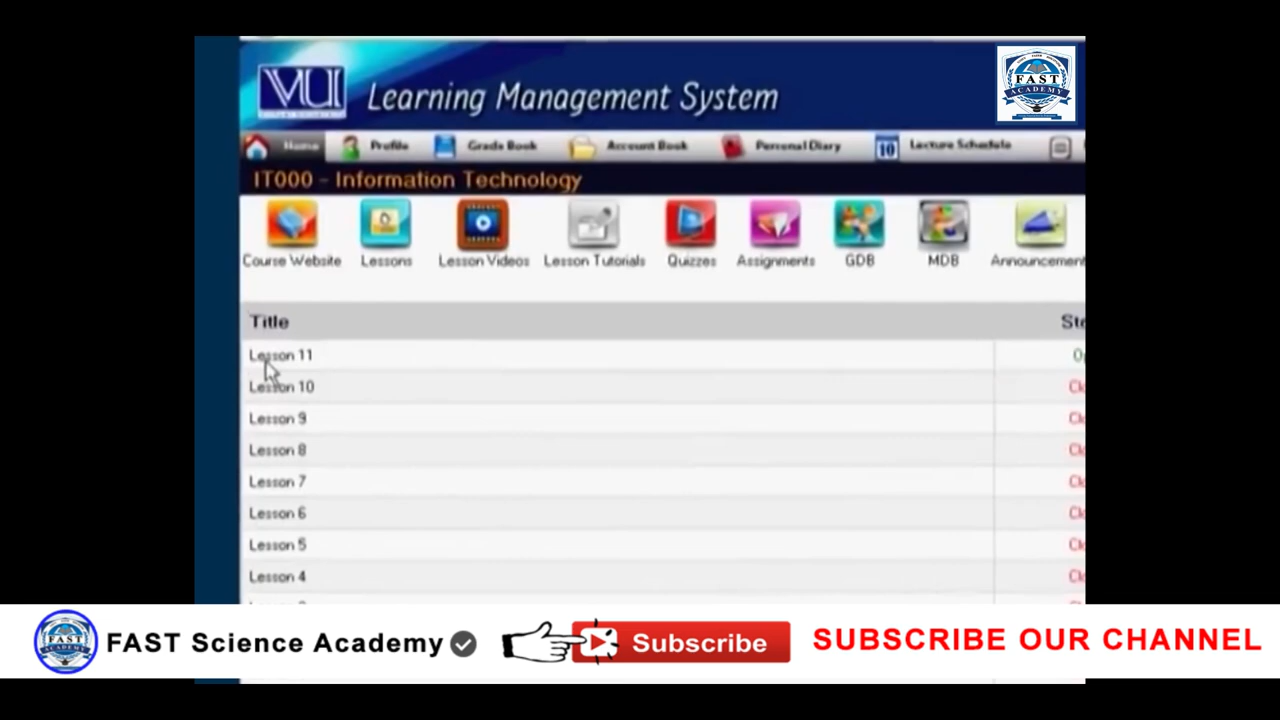 VU
Learning Management System
FAST
ACADEMY
Home Profile Grade Book Account Book Personal Diary 10 Lecture Schedule
IT000 - Information Technology
Course Website Lessons Lesson Videos Lesson Tutorials Quizzes Assignments GDB MDB Announcement
Title
Lesson 11
Lesson 10
Lesson 9
Lesson 8
Lesson 7
Lesson 6
Lesson 5
Lesson 4
FAST Science Academy Subscribe SUBSCRIBE OUR CHANNEL